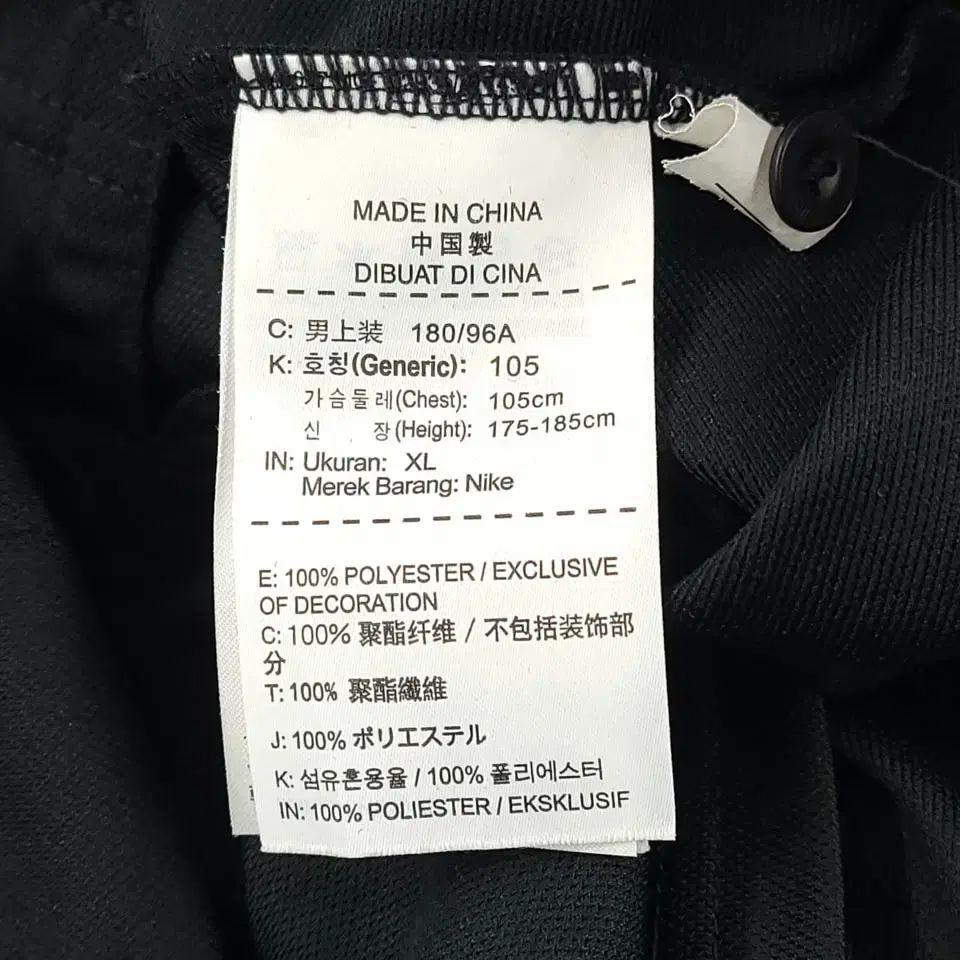 MADE IN CHINA
中国製
DIBUAT DI CINA
C: 男上装 180/96A
K: 호칭(Generic): 105
가슴둘레(Chest): 105cm
신 장(Height): 175-185cm
IN: Ukuran: XL
Merek Barang: Nike
E: 100% POLYESTER / EXCLUSIVE
OF DECORATION
C: 100% 聚酯纤维 / 不包括装饰部
分
T: 100% 聚酯纖維
J: 100% ポリエステル
K: 섬유혼용율 / 100% 폴리에스터
IN: 100% POLIESTER / EKSKLUSIF